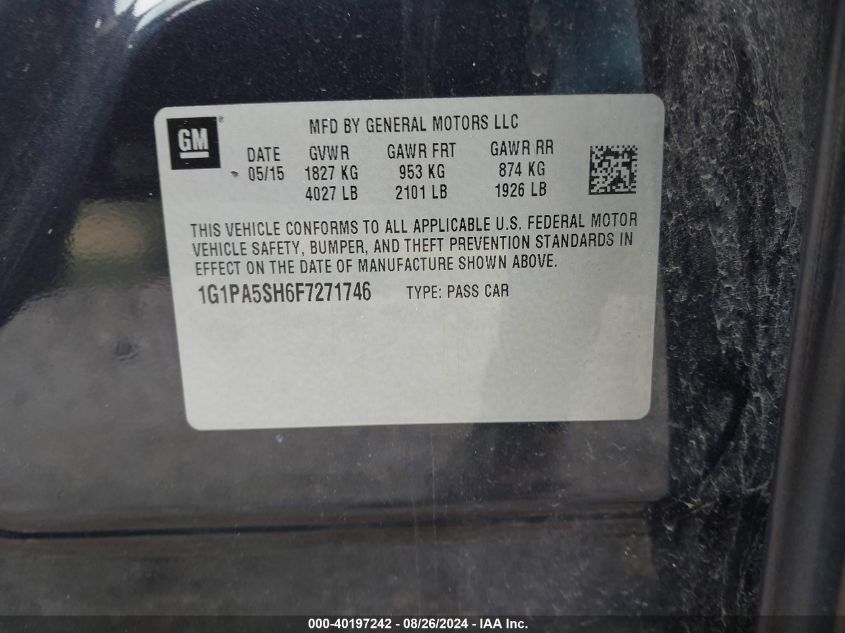 GM
MFD BY GENERAL MOTORS LLC
DATE GVWR GAWR FRT GAWR RR
05/15 1827 KG 953 KG 874 KG
4027 LB 2101 LB 1926 LB
THIS VEHICLE CONFORMS TO ALL APPLICABLE U.S. FEDERAL MOTOR
VEHICLE SAFETY, BUMPER, AND THEFT PREVENTION STANDARDS IN
EFFECT ON THE DATE OF MANUFACTURE SHOWN ABOVE.
1G1PA5SH6F7271746 TYPE: PASS CAR
000-40197242 - 08/26/2024 - IAA Inc.